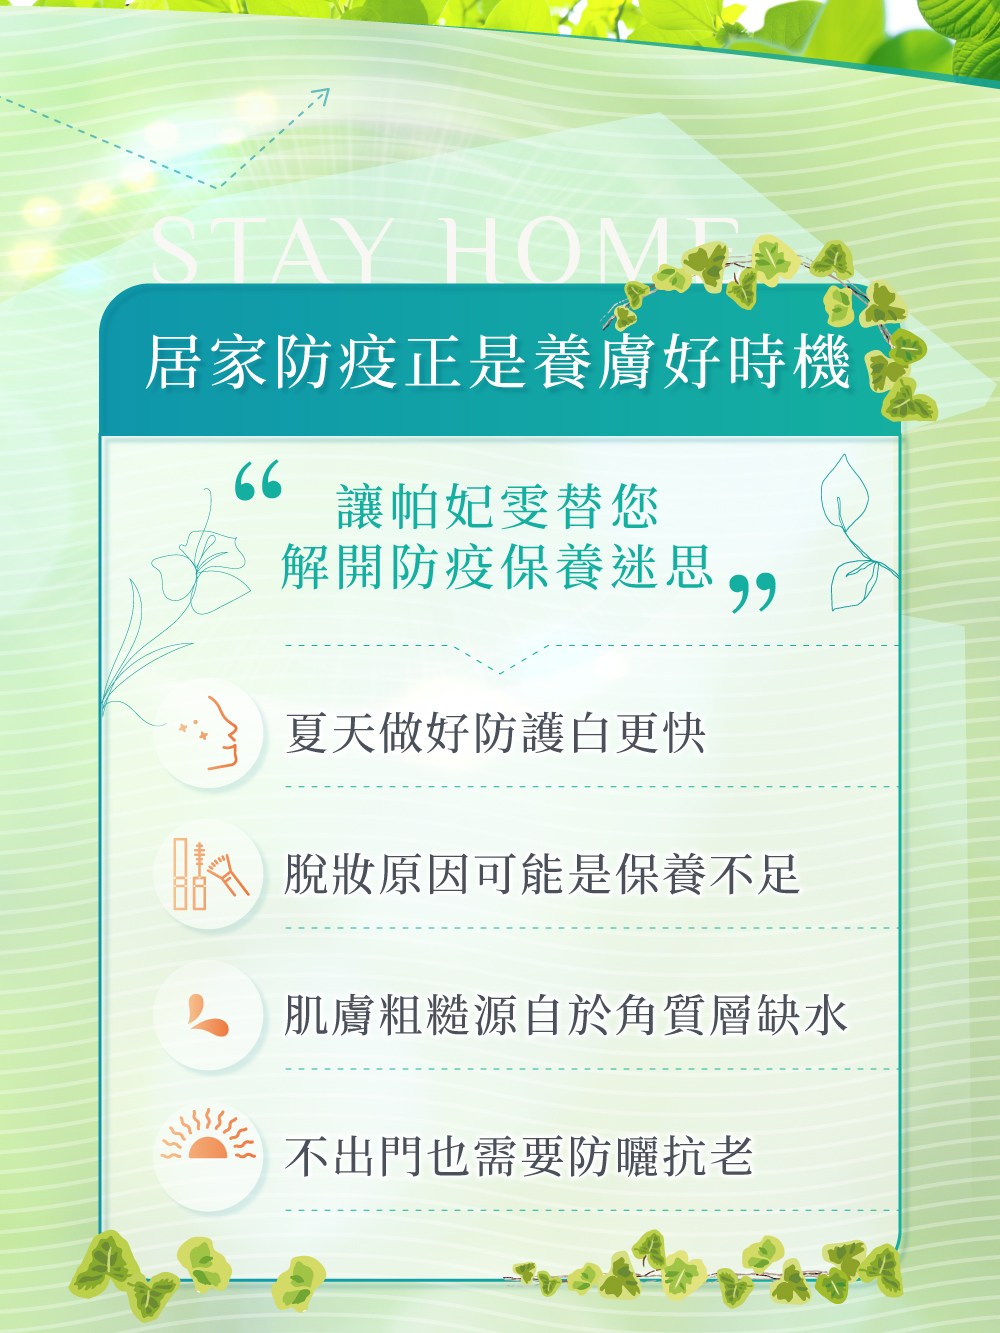 STAY HOME
居家防疫正是養膚好時機
“ 讓帕妃雯替您
解開防疫保養迷思 ”
夏天做好防護白更快
脫妝原因可能是保養不足
肌膚粗糙源自於角質層缺水
不出門也需要防曬抗老